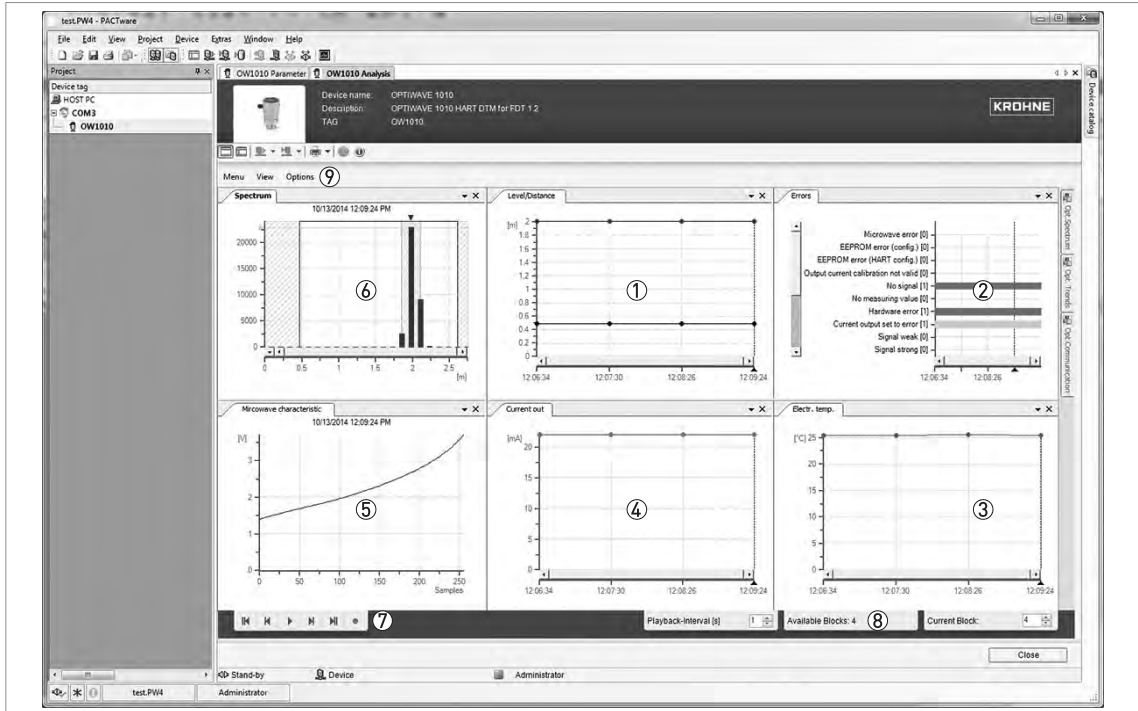 test.PW4 - PACTware
File Edit View Project Device Extras Window Help
Project
Device tag
HOST PC
COM3
OW1010
OW1010 Parameter OW1010 Analysis
Device name: OPTIWAVE 1010
Description: OPTIWAVE 1010 HART DTM for FDT 1.2
TAG OW1010
KROHNE
Device catalog
Menu View Options ⑨
Spectrum
10/13/2014 12:09:24 PM
20000
15000
10000
5000
0
0 0.5 1 1.5 2 2.5
[m]
⑥
Level/Distance
[m]
2
1.8
1.6
1.4
1.2
1
0.8
0.6
0.4
0.2
0
12:06:34 12:07:30 12:08:26 12:09:24
①
Errors
Microwave error [0]
EEPROM error (config.) [0]
EEPROM error (HART config.) [0]
Output current calibration not valid [0]
No signal [1]
No measuring value [0]
Hardware error [1]
Current output set to error [1]
Signal weak [0]
Signal strong [0]
12:06:34 12:08:26
②
Opt. Spectrum
Opt. Trends
Opt. Communication
Mircowave characteristic
10/13/2014 12:09:24 PM
[V]
3
2
1
0
0 50 100 150 200 250
Samples
⑤
Current out
[mA]
20
15
10
5
0
12:06:34 12:07:30 12:08:26 12:09:24
④
Electr. temp.
[°C] 25
20
15
10
5
0
12:06:34 12:07:30 12:08:26 12:09:24
③
⑦
Playback-Interval [s] 1
Available Blocks: 4 ⑧
Current Block: 4
Close
Stand-by Device Administrator
test.PW4 Administrator